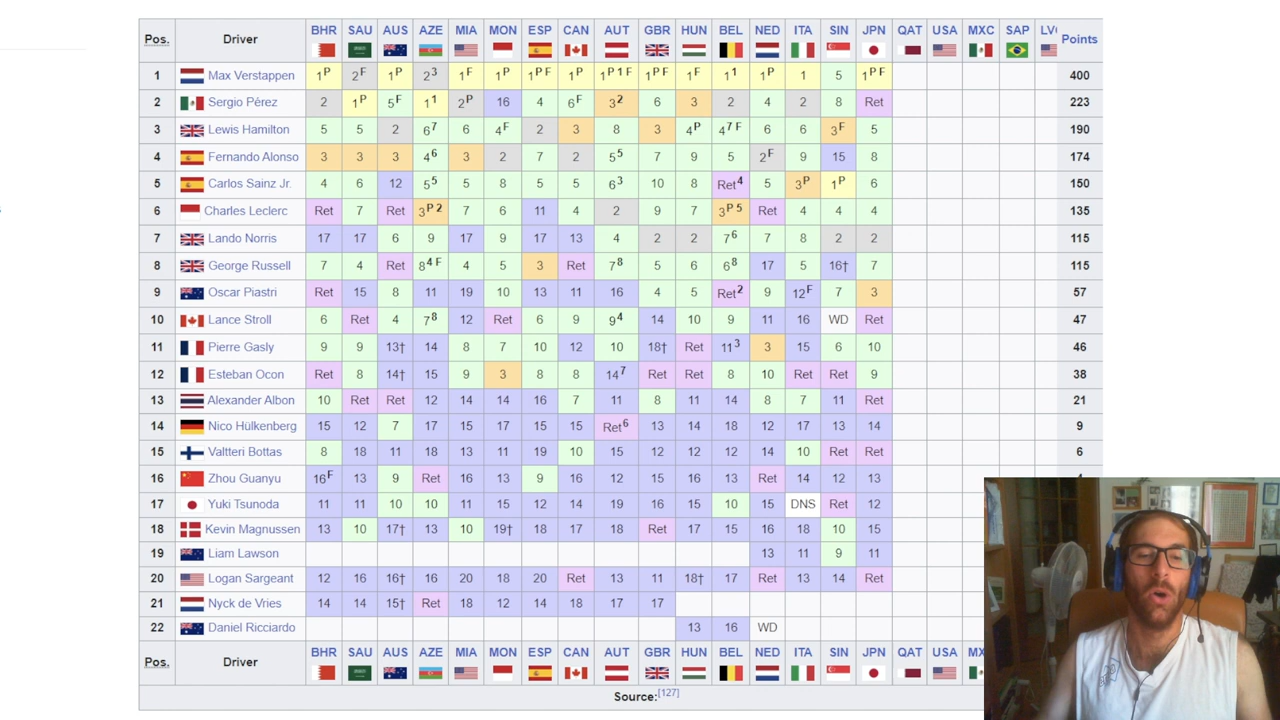 Pos. Driver BHR SAU AUS AZE MIA MON ESP CAN AUT GBR HUN BEL NED ITA SIN JPN QAT USA MXC SAP LV Points
1 Max Verstappen 1P 2F 1P 23 1F 1P 1P F 1P 1P 1 F 1P F 1F 11 1P 1 5 1P F 400
2 Sergio Pérez 2 1P 5F 11 2P 16 4 6F 32 6 3 2 4 2 8 Ret 223
3 Lewis Hamilton 5 5 2 67 6 4F 2 3 8 3 4P 47 F 6 6 3F 5 190
4 Fernando Alonso 3 3 3 46 3 2 7 2 55 7 9 5 2F 9 15 8 174
5 Carlos Sainz Jr. 4 6 12 55 5 8 5 5 63 10 8 Ret4 5 3P 1P 6 150
6 Charles Leclerc Ret 7 Ret 3P 2 7 6 11 4 2 9 7 3P 5 Ret 4 4 4 135
7 Lando Norris 17 17 6 9 17 9 17 13 4 2 2 76 7 8 2 2 115
8 George Russell 7 4 Ret 84 F 4 5 3 Ret 78 5 6 68 17 5 16† 7 115
9 Oscar Piastri Ret 15 8 11 19 10 13 11 16 4 5 Ret2 9 12F 7 3 57
10 Lance Stroll 6 Ret 4 78 12 Ret 6 9 94 14 10 9 11 16 WD Ret 47
11 Pierre Gasly 9 9 13† 14 8 7 10 12 10 18† Ret 113 3 15 6 10 46
12 Esteban Ocon Ret 8 14† 15 9 3 8 8 147 Ret Ret 8 10 Ret Ret 9 38
13 Alexander Albon 10 Ret Ret 12 14 14 16 7 11 8 11 14 8 7 11 Ret 21
14 Nico Hülkenberg 15 12 7 17 15 17 15 15 Ret6 13 14 18 12 17 13 14 9
15 Valtteri Bottas 8 18 11 18 13 11 19 10 15 12 12 12 14 10 Ret Ret 6
16 Zhou Guanyu 16F 13 9 Ret 16 13 9 16 12 15 16 13 Ret 14 12 13
17 Yuki Tsunoda 11 11 10 10 11 15 12 14 19 16 15 10 15 DNS Ret 12
18 Kevin Magnussen 13 10 17† 13 10 19† 18 17 18 Ret 17 15 16 18 10 15
19 Liam Lawson 13 11 9 11
20 Logan Sargeant 12 16 16† 16 20 18 20 Ret 11 18† 17 Ret 13 14 Ret
21 Nyck de Vries 14 14 15† Ret 18 12 14 18 17 17
22 Daniel Ricciardo 13 16 WD
Pos. Driver BHR SAU AUS AZE MIA MON ESP CAN AUT GBR HUN BEL NED ITA SIN JPN QAT USA MX
Source:[127]